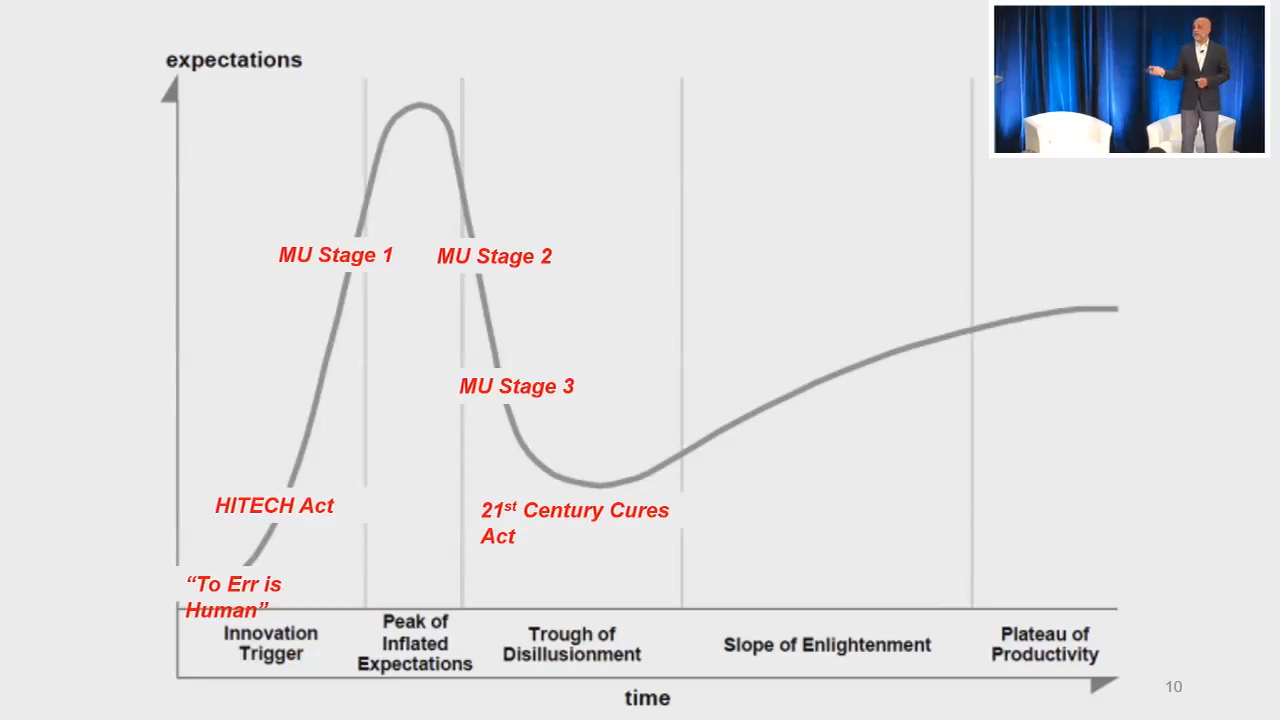 expectations
MU Stage 1
MU Stage 2
MU Stage 3
HITECH Act
21st Century Cures
Act
“To Err is
Human”
Innovation
Trigger
Peak of
Inflated
Expectations
Trough of
Disillusionment
Slope of Enlightenment
Plateau of
Productivity
time
10